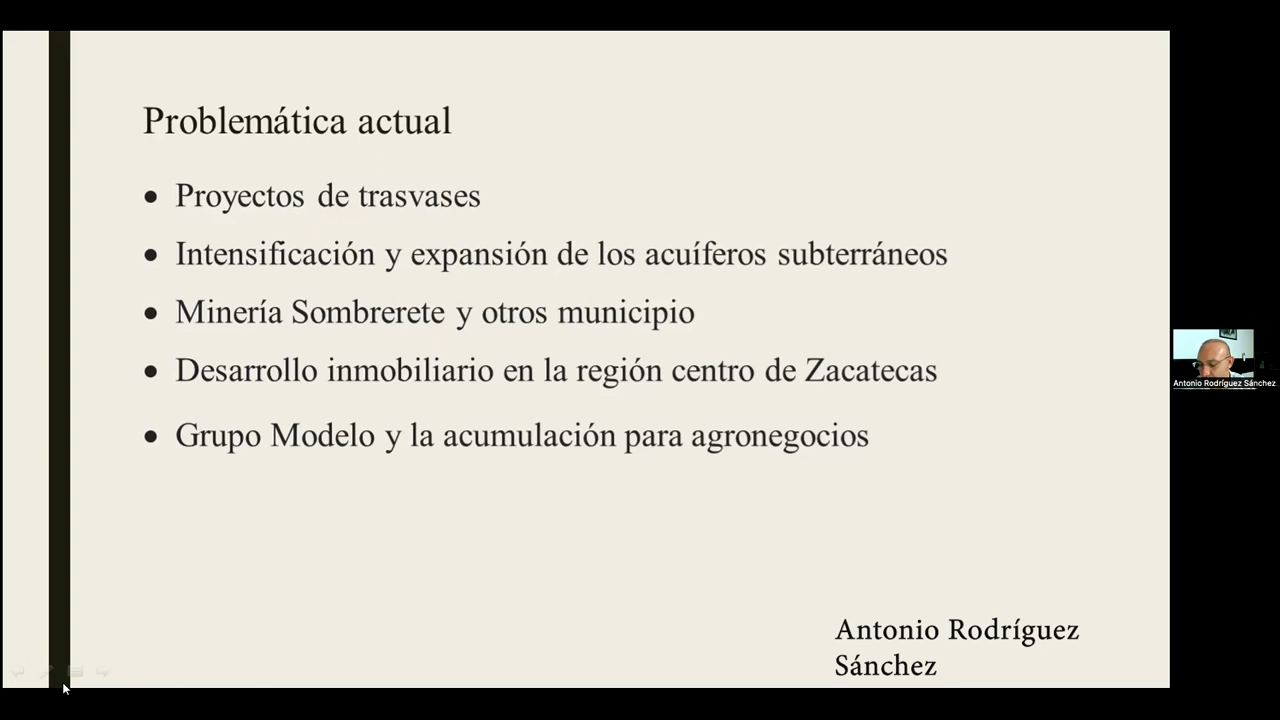 Problemática actual
• Proyectos de trasvases
• Intensificación y expansión de los acuíferos subterráneos
• Minería Sombrerete y otros municipio
• Desarrollo inmobiliario en la región centro de Zacatecas
• Grupo Modelo y la acumulación para agronegocios
Antonio Rodríguez Sánchez
Antonio Rodríguez
Sánchez